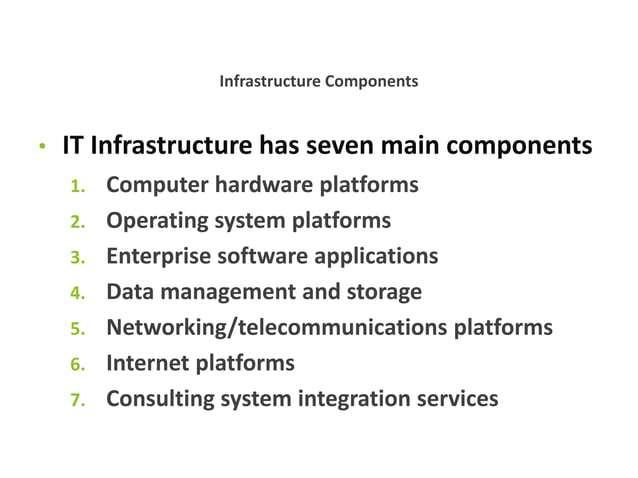 Infrastructure Components
• IT Infrastructure has seven main components
1. Computer hardware platforms
2. Operating system platforms
3. Enterprise software applications
4. Data management and storage
5. Networking/telecommunications platforms
6. Internet platforms
7. Consulting system integration services